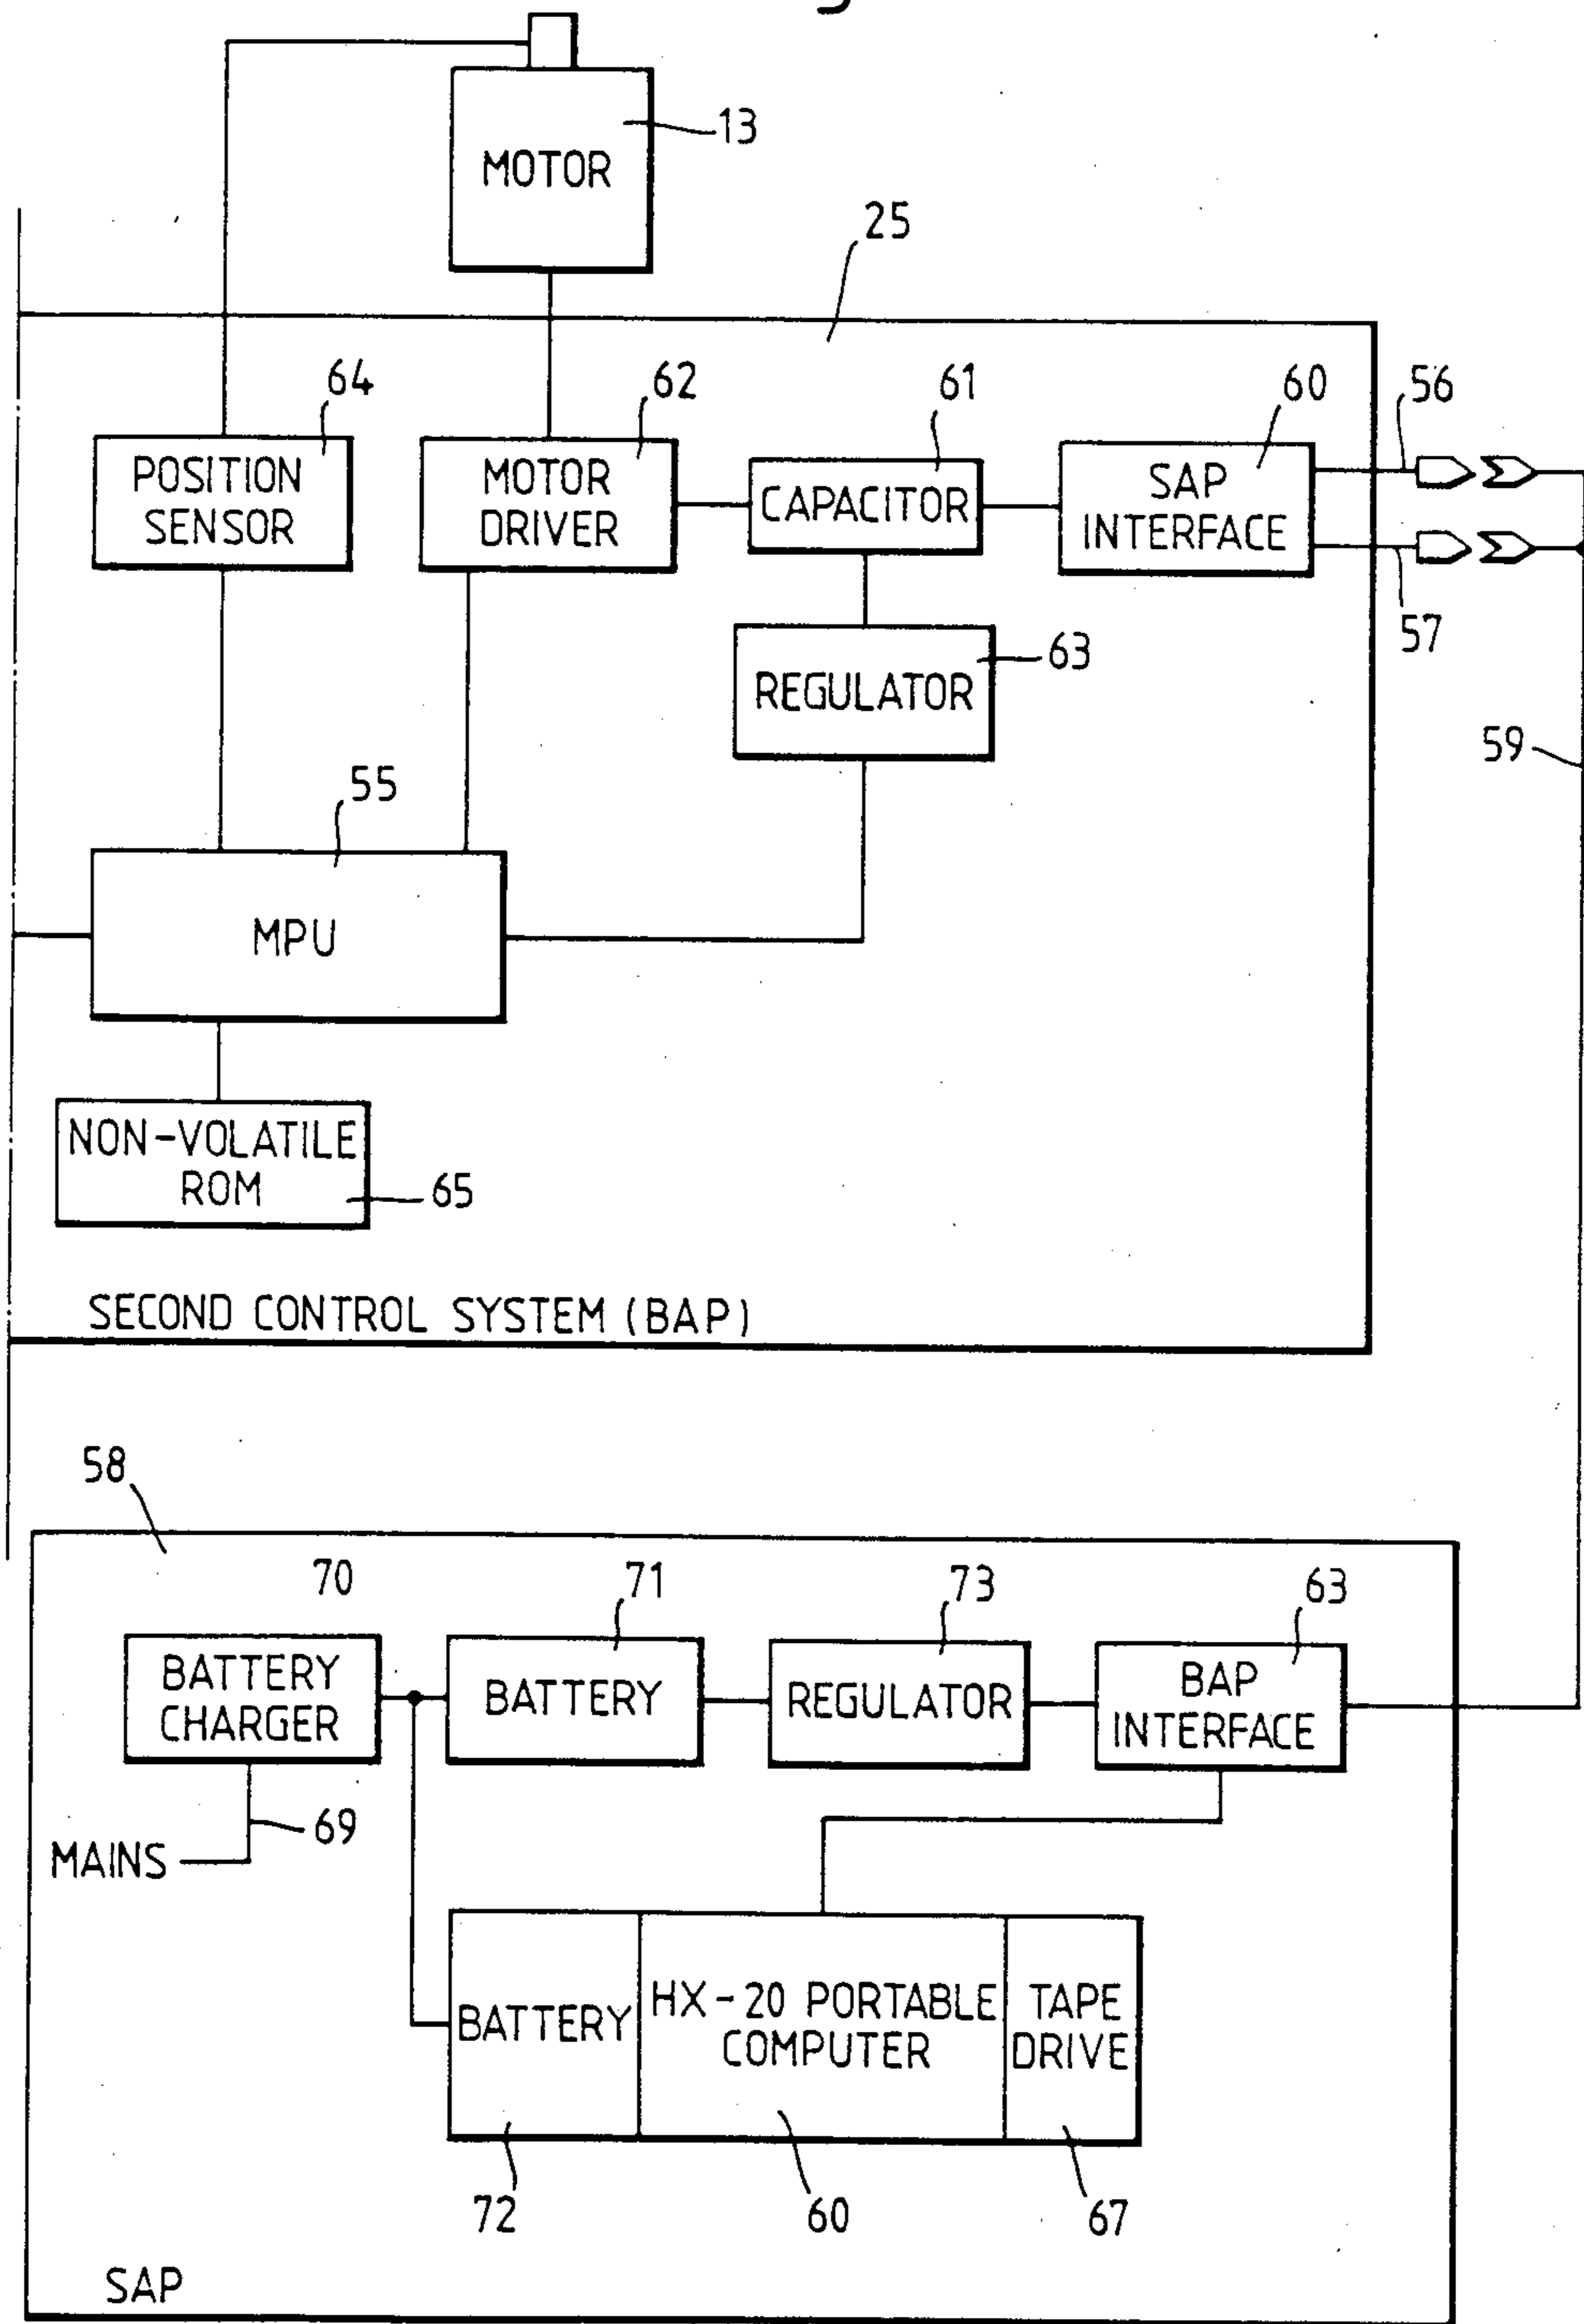 13
MOTOR
25
64
62
61
60
56
POSITION
SENSOR
MOTOR
DRIVER
CAPACITOR
SAP
INTERFACE
57
63
REGULATOR
59
55
MPU
NON-VOLATILE
ROM
65
SECOND CONTROL SYSTEM (BAP)
58
70
71
73
63
BATTERY
CHARGER
BATTERY
REGULATOR
BAP
INTERFACE
69
MAINS
BATTERY
HX-20 PORTABLE
COMPUTER
TAPE
DRIVE
72
60
67
SAP